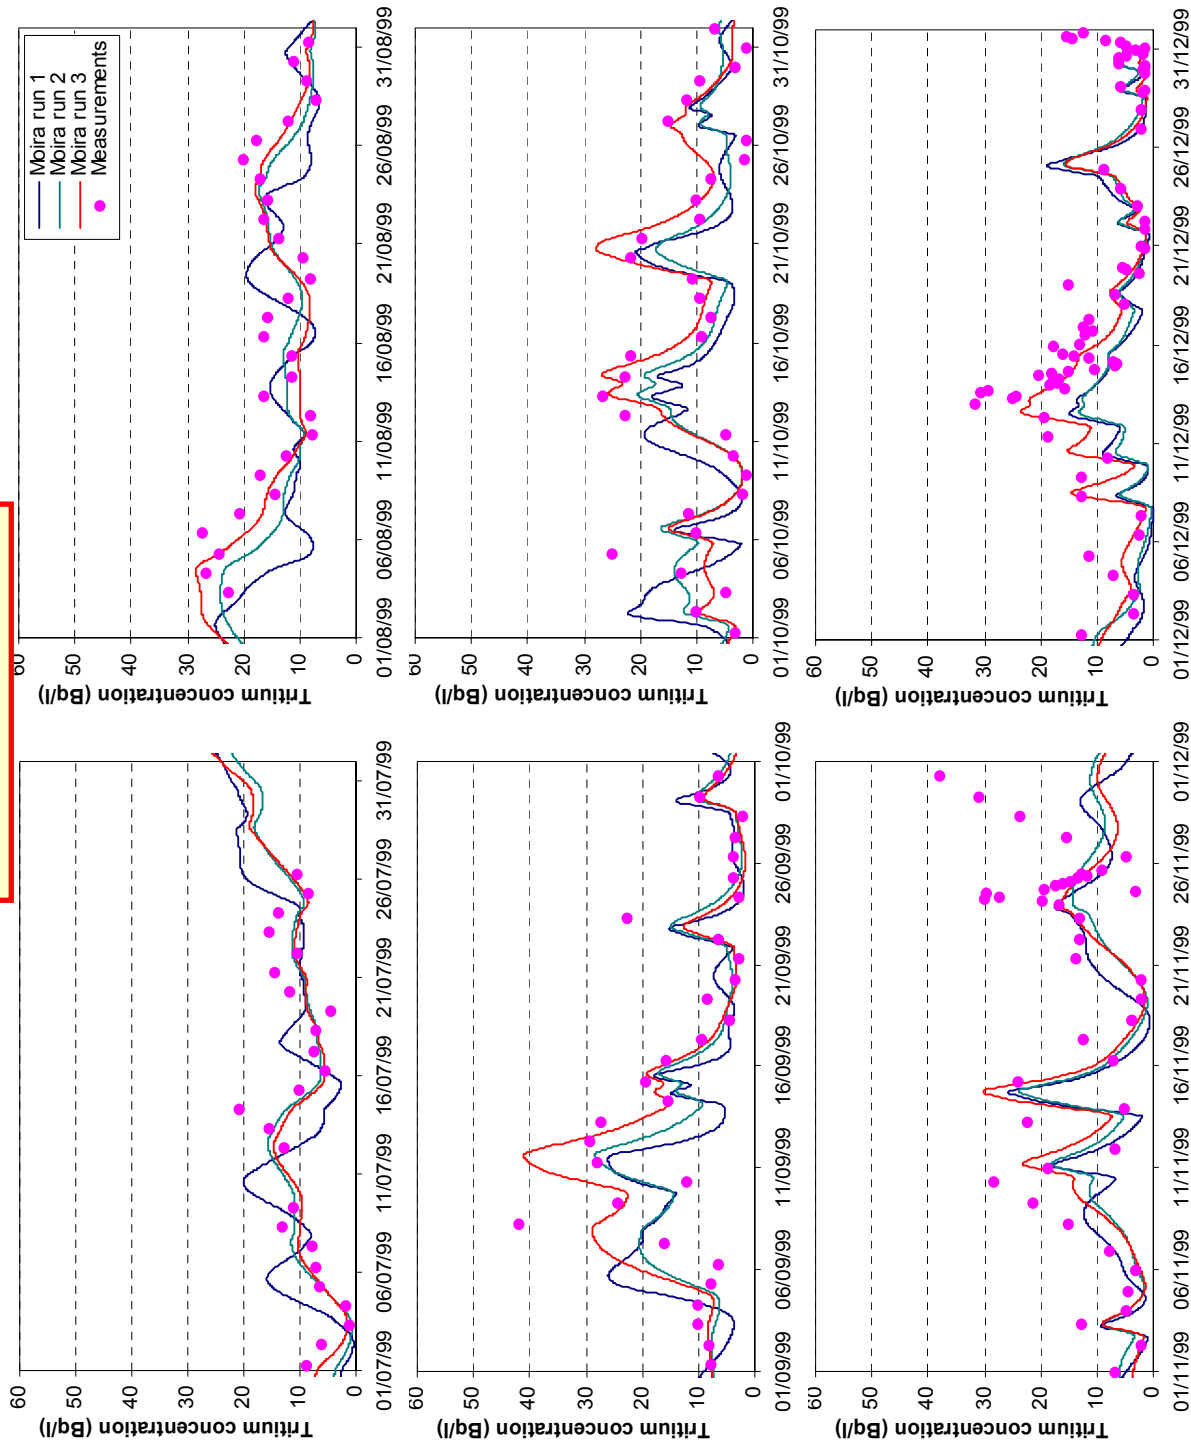 Tritium concentration (Bq/l)
60
50
40
30
20
10
0
01/07/99 06/07/99 11/07/99 16/07/99 21/07/99 26/07/99 31/07/99
Tritium concentration (Bq/l)
60
50
40
30
20
10
0
01/08/99 06/08/99 11/08/99 16/08/99 21/08/99 26/08/99 31/08/99
Moira run 1
Moira run 2
Moira run 3
Measurements
Tritium concentration (Bq/l)
60
50
40
30
20
10
0
01/09/99 06/09/99 11/09/99 16/09/99 21/09/99 26/09/99 01/10/99
Tritium concentration (Bq/l)
60
50
40
30
20
10
0
01/10/99 06/10/99 11/10/99 16/10/99 21/10/99 26/10/99 31/10/99
Tritium concentration (Bq/l)
60
50
40
30
20
10
0
01/11/99 06/11/99 11/11/99 16/11/99 21/11/99 26/11/99 01/12/99
Tritium concentration (Bq/l)
60
50
40
30
20
10
0
01/12/99 06/12/99 11/12/99 16/12/99 21/12/99 26/12/99 31/12/99